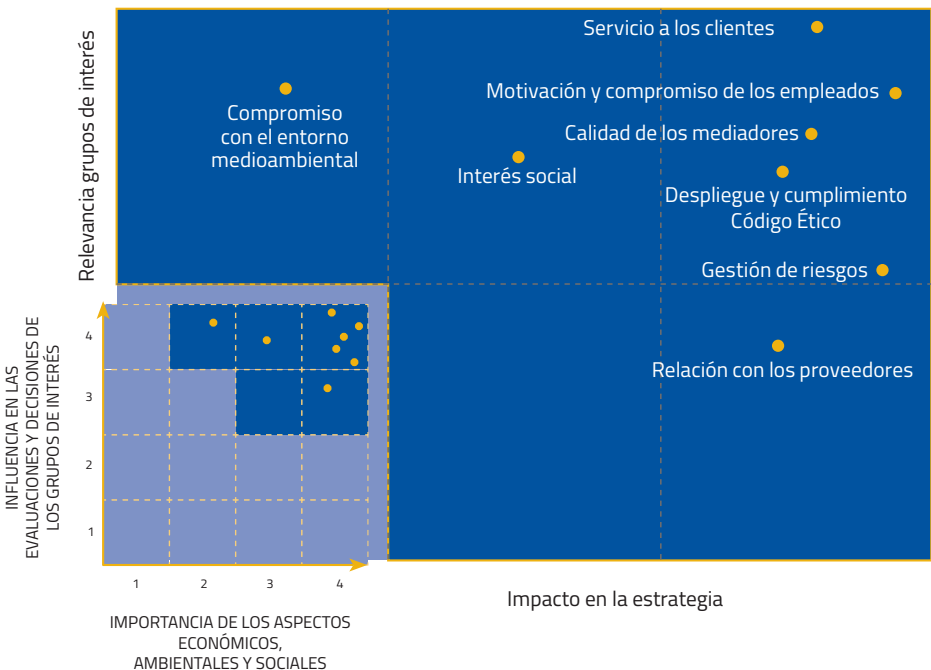 Relevancia grupos de interés
Servicio a los clientes
Motivación y compromiso de los empleados
Compromiso
con el entorno
medioambiental
Calidad de los mediadores
Interés social
Despliegue y cumplimiento
Código Ético
Gestión de riesgos
Relación con los proveedores
INFLUENCIA EN LAS
EVALUACIONES Y DECISIONES DE
LOS GRUPOS DE INTERÉS
4
3
2
1
1 2 3 4
Impacto en la estrategia
IMPORTANCIA DE LOS ASPECTOS
ECONÓMICOS,
AMBIENTALES Y SOCIALES